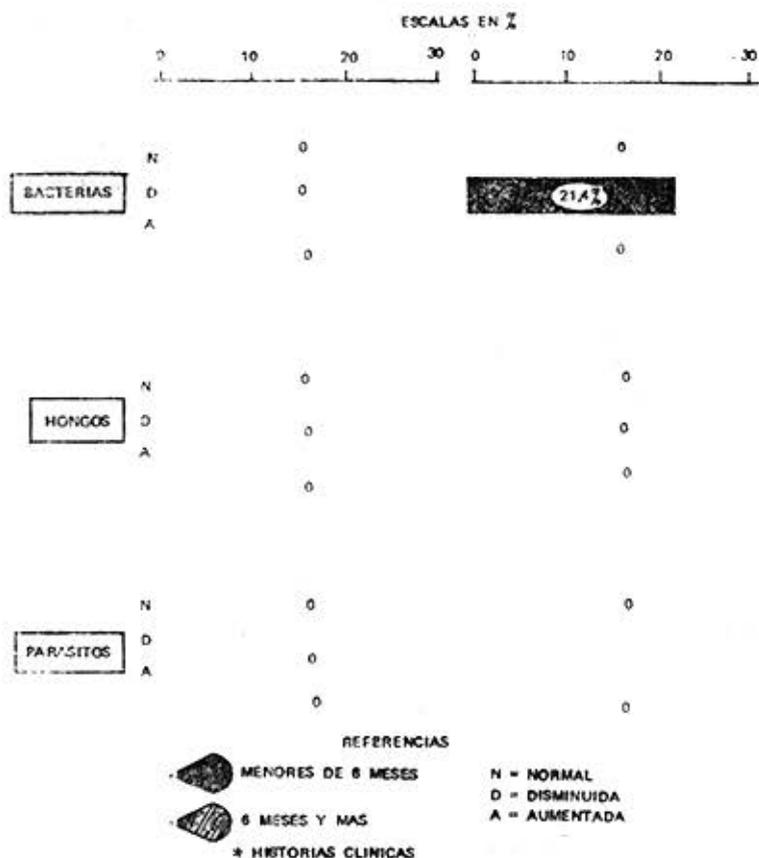 ESCALAS EN %
0 10 20 30 0 10 20 30
0 0
N
BACTERIAS D 0 21,4%
A
0 0
N 0 0
HONGOS D 0 0
A 0
0
N 0 0
D
PARASITOS 0
A
0 0
REFERENCIAS
MENORES DE 6 MESES N = NORMAL
D = DISMINUIDA
6 MESES Y MAS A = AUMENTADA
* HISTORIAS CLINICAS